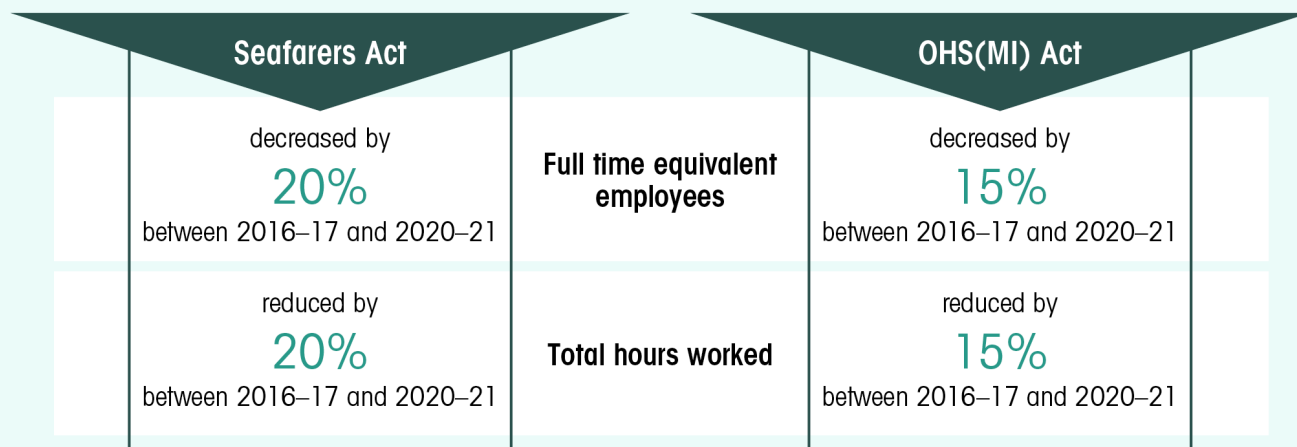 Seafarers Act
OHS(MI) Act
decreased by
20%
between 2016–17 and 2020–21
Full time equivalent
employees
decreased by
15%
between 2016–17 and 2020–21
reduced by
20%
between 2016–17 and 2020–21
Total hours worked
reduced by
15%
between 2016–17 and 2020–21